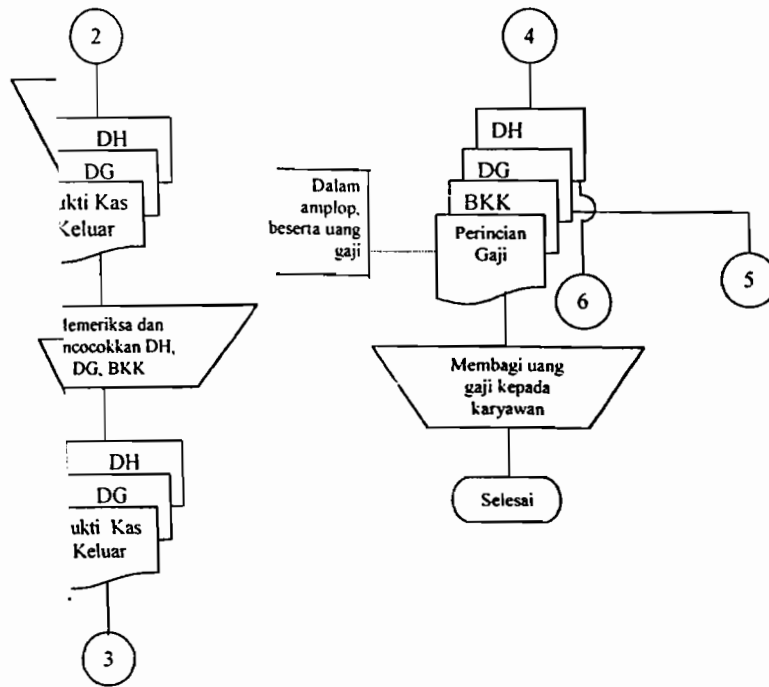 2
DH
DG
ukti Kas
Keluar
emeriksa dan
ncocokkan DH,
DG, BKK
DH
DG
ukti Kas
Keluar
3
4
DH
DG
BKK
Perincian
Gaji
Dalam
amplop,
beserta uang
gaji
6
5
Membagi uang
gaji kepada
karyawan
Selesai